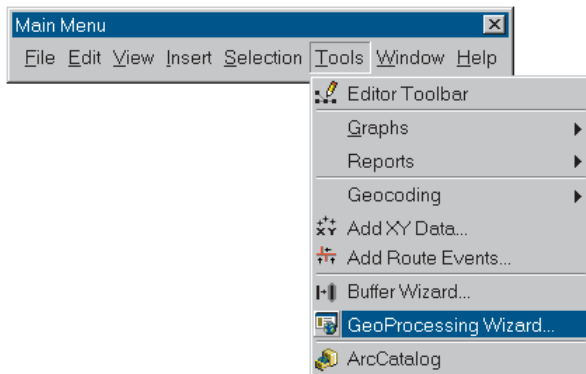 Main Menu
File Edit View Insert Selection Tools Window Help
Editor Toolbar
Graphs
Reports
Geocoding
Add XY Data...
Add Route Events...
Buffer Wizard...
GeoProcessing Wizard...
ArcCatalog